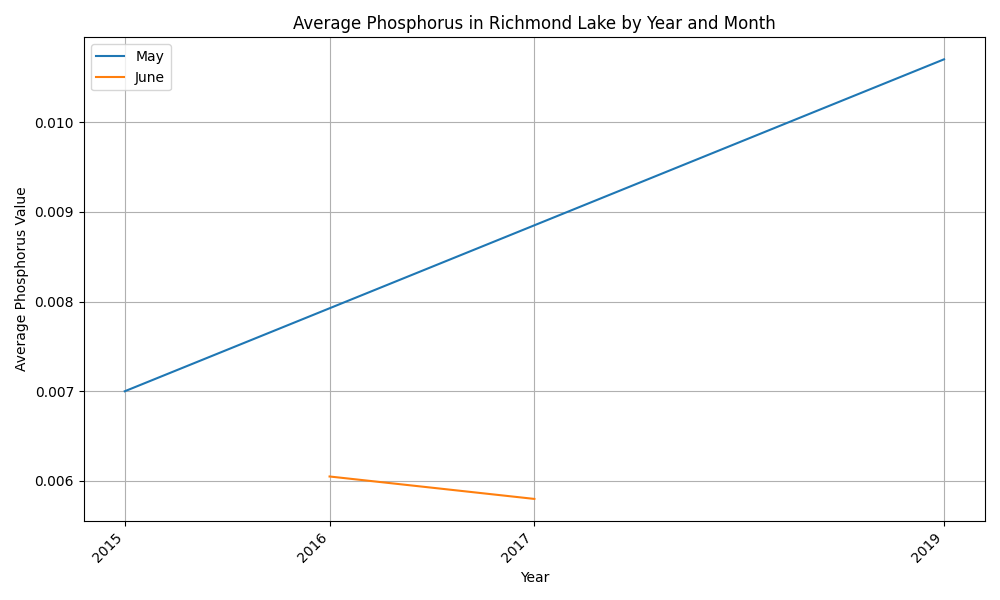 Average Phosphorus in Richmond Lake by Year and Month
May
June
0.010
0.009
0.008
0.007
0.006
Average Phosphorus Value
2015
2016
2017
2019
Year